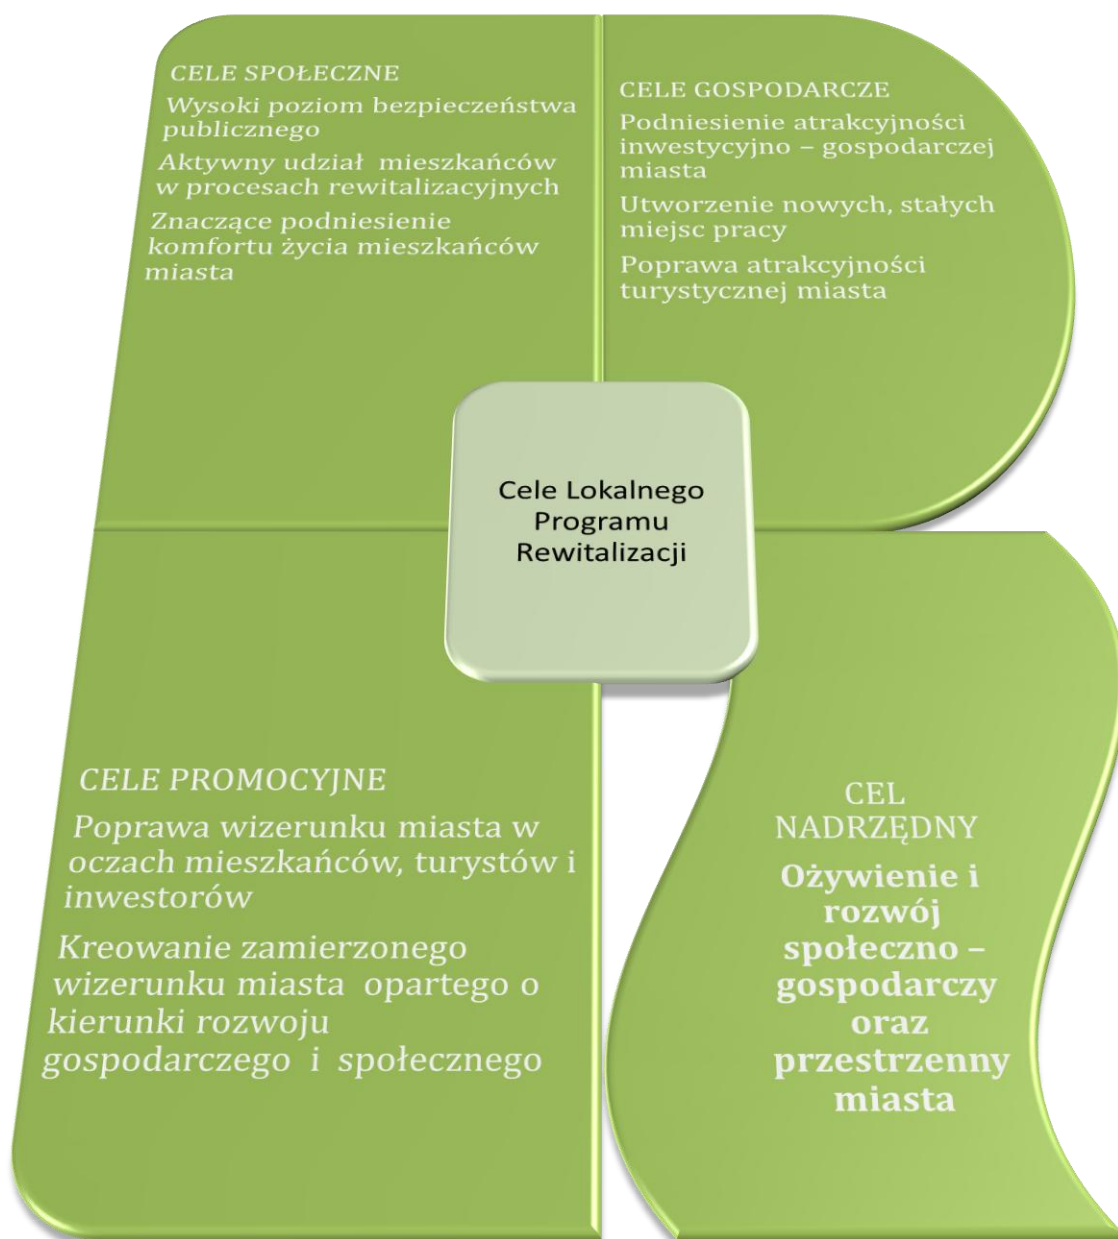 CELE SPOŁECZNE
Wysoki poziom bezpieczeństwa
publicznego
Aktywny udział mieszkańców
w procesach rewitalizacyjnych
Znaczące podniesienie
komfortu życia mieszkańców
miasta
CELE GOSPODARCZE
Podniesienie atrakcyjności
inwestycyjno – gospodarczej
miasta
Utworzenie nowych, stałych
miejsc pracy
Poprawa atrakcyjności
turystycznej miasta
Cele Lokalnego
Programu
Rewitalizacji
CELE PROMOCYJNE
Poprawa wizerunku miasta w
oczach mieszkańców, turystów i
inwestorów
Kreowanie zamierzonego
wizerunku miasta opartego o
kierunki rozwoju
gospodarczego i społecznego
CEL
NADRZĘDNY
Ożywienie i
rozwój
społeczno –
gospodarczy
oraz
przestrzenny
miasta